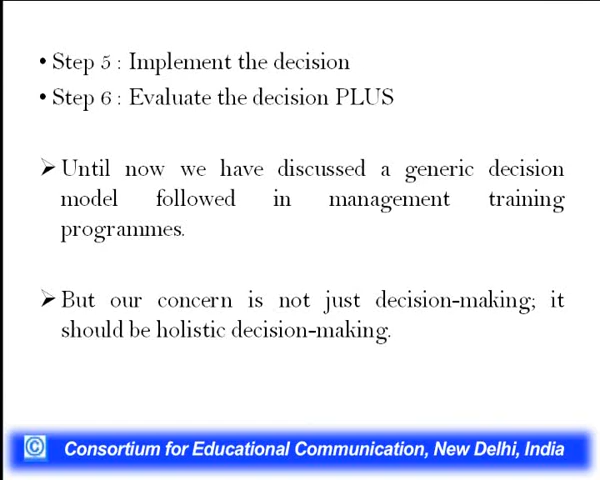 • Step 5 : Implement the decision
• Step 6 : Evaluate the decision PLUS
➢ Until now we have discussed a generic decision
model followed in management training
programmes.
➢ But our concern is not just decision-making; it
should be holistic decision-making.
© Consortium for Educational Communication, New Delhi, India